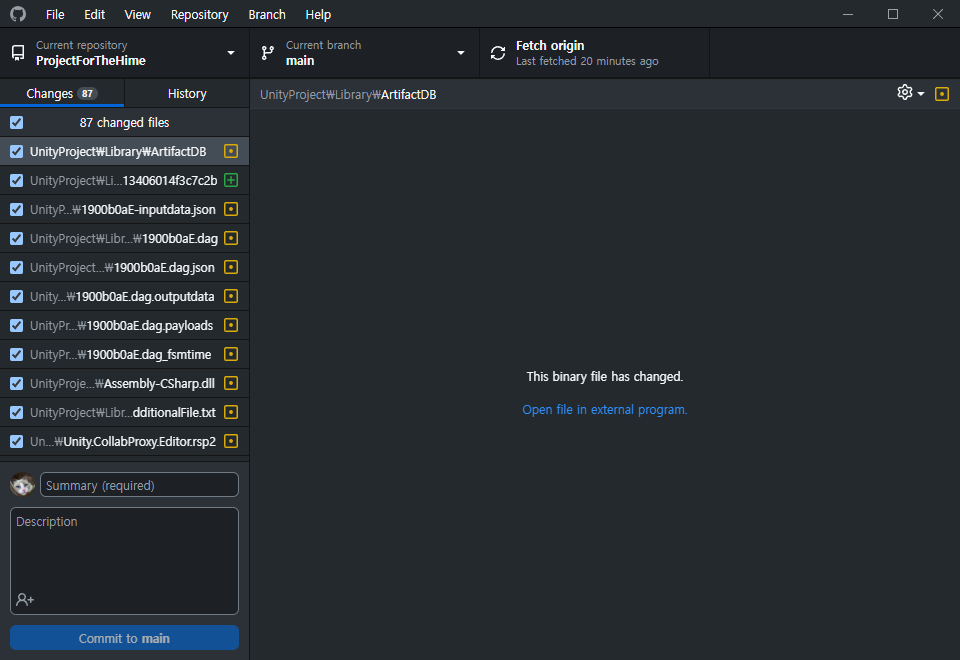 File Edit View Repository Branch Help
Current repository
ProjectForTheHime
Current branch
main
Fetch origin
Last fetched 20 minutes ago
Changes 87
History
UnityProject₩Library₩ArtifactDB
87 changed files
UnityProject₩Library₩ArtifactDB
UnityProject₩Li...13406014f3c7c2b
UnityP...₩1900b0aE-inputdata.json
UnityProject₩Libr...₩1900b0aE.dag
UnityProject...₩1900b0aE.dag.json
Unity...₩1900b0aE.dag.outputdata
UnityPr...₩1900b0aE.dag.payloads
UnityPr...₩1900b0aE.dag_fsmtime
UnityProje...₩Assembly-CSharp.dll
UnityProject₩Libr...dditionalFile.txt
Un...₩Unity.CollabProxy.Editor.rsp2
This binary file has changed.
Open file in external program.
Summary (required)
Description
Commit to main